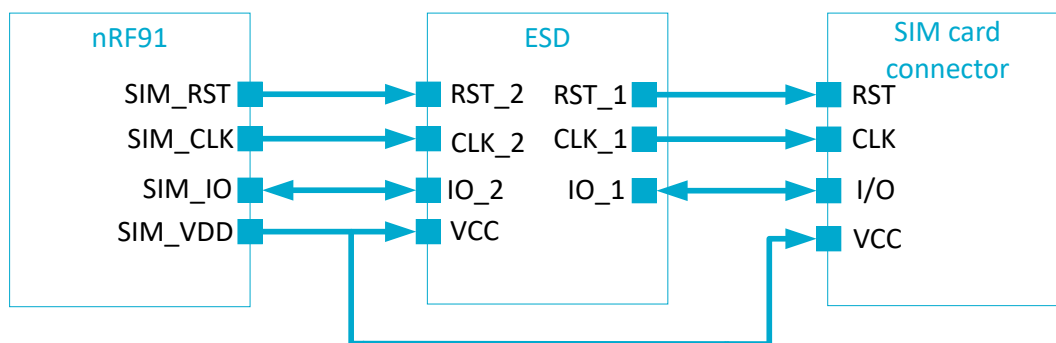 nRF91
SIM_RST
SIM_CLK
SIM_IO
SIM_VDD
ESD
RST_2
CLK_2
IO_2
VCC
RST_1
CLK_1
IO_1
SIM card
connector
RST
CLK
I/O
VCC